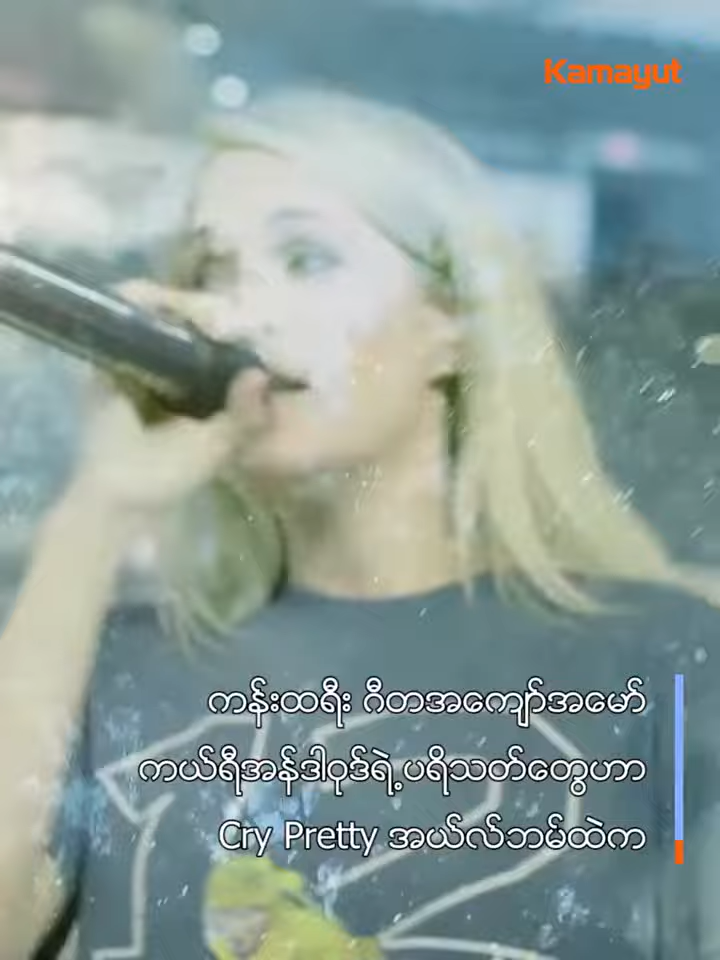 Kamayut
ကန်းထရီး ဂီတအကျော်အမော်
ကယ်ရီအန်ဒါဝုဒ်ရဲ့ ပရိသတ်တွေဟာ
Cry Pretty အယ်လ်ဘမ်ထဲက
12